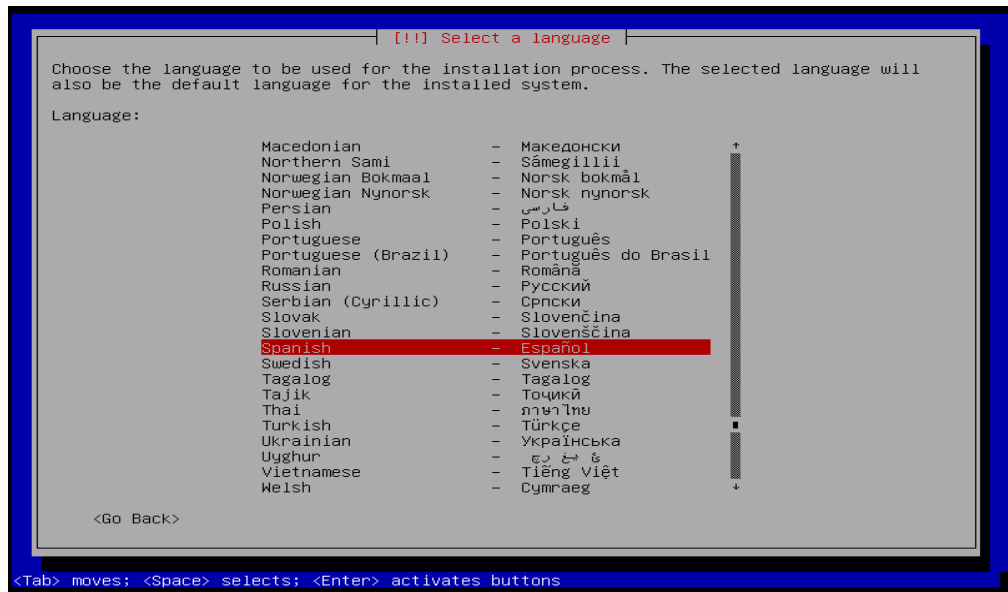 [!!] Select a language
Choose the language to be used for the installation process. The selected language will
also be the default language for the installed system.
Language:
Macedonian - Македонски
Northern Sami - Sámegillii
Norwegian Bokmaal - Norsk bokmål
Norwegian Nynorsk - Norsk nynorsk
Persian - فارسی
Polish - Polski
Portuguese - Português
Portuguese (Brazil) - Português do Brasil
Romanian - Română
Russian - Русский
Serbian (Cyrillic) - Српски
Slovak - Slovenčina
Slovenian - Slovenščina
Spanish - Español
Swedish - Svenska
Tagalog - Tagalog
Tajik - Тоҷикӣ
Thai - ภาษาไทย
Turkish - Türkçe
Ukrainian - Українська
Uyghur -
Vietnamese - Tiếng Việt
Welsh - Cymraeg
<Go Back>
<Tab> moves; <Space> selects; <Enter> activates buttons